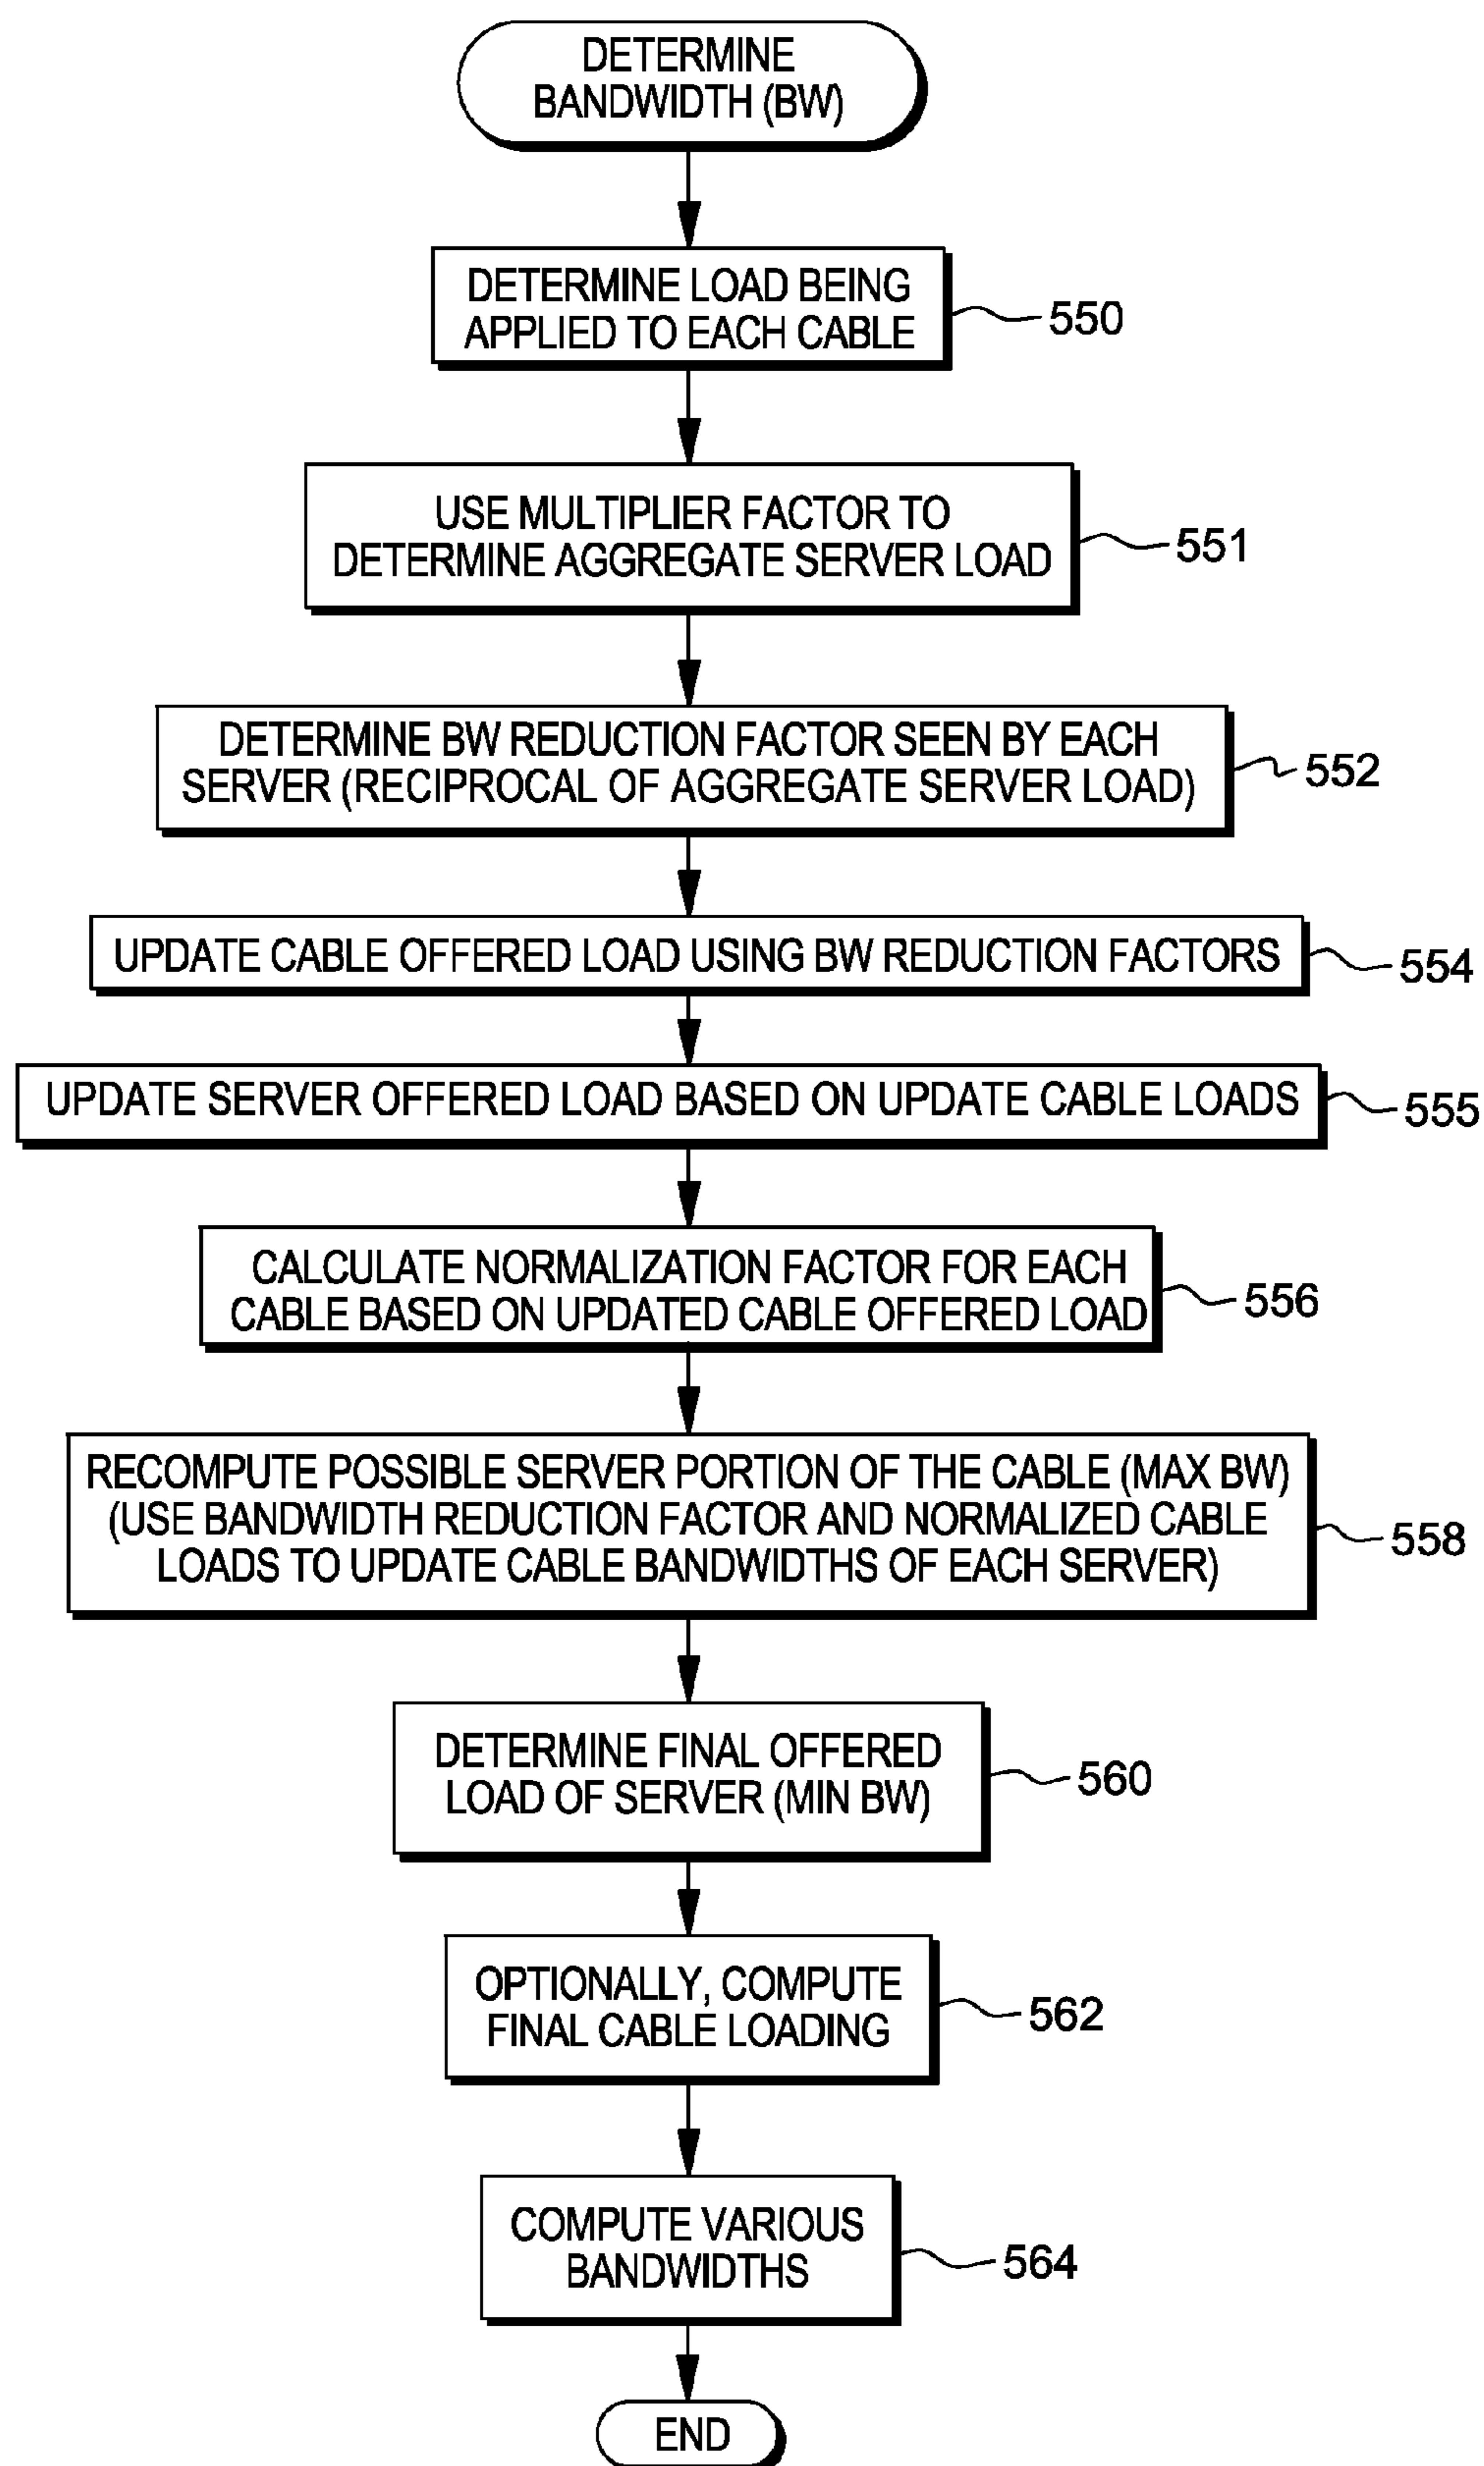 DETERMINE
BANDWIDTH (BW)
DETERMINE LOAD BEING
APPLIED TO EACH CABLE
550
USE MULTIPLIER FACTOR TO
DETERMINE AGGREGATE SERVER LOAD
551
DETERMINE BW REDUCTION FACTOR SEEN BY EACH
SERVER (RECIPROCAL OF AGGREGATE SERVER LOAD)
552
UPDATE CABLE OFFERED LOAD USING BW REDUCTION FACTORS
554
UPDATE SERVER OFFERED LOAD BASED ON UPDATE CABLE LOADS
555
CALCULATE NORMALIZATION FACTOR FOR EACH
CABLE BASED ON UPDATED CABLE OFFERED LOAD
556
RECOMPUTE POSSIBLE SERVER PORTION OF THE CABLE (MAX BW)
(USE BANDWIDTH REDUCTION FACTOR AND NORMALIZED CABLE
LOADS TO UPDATE CABLE BANDWIDTHS OF EACH SERVER)
558
DETERMINE FINAL OFFERED
LOAD OF SERVER (MIN BW)
560
OPTIONALLY, COMPUTE
FINAL CABLE LOADING
562
COMPUTE VARIOUS
BANDWIDTHS
564
END